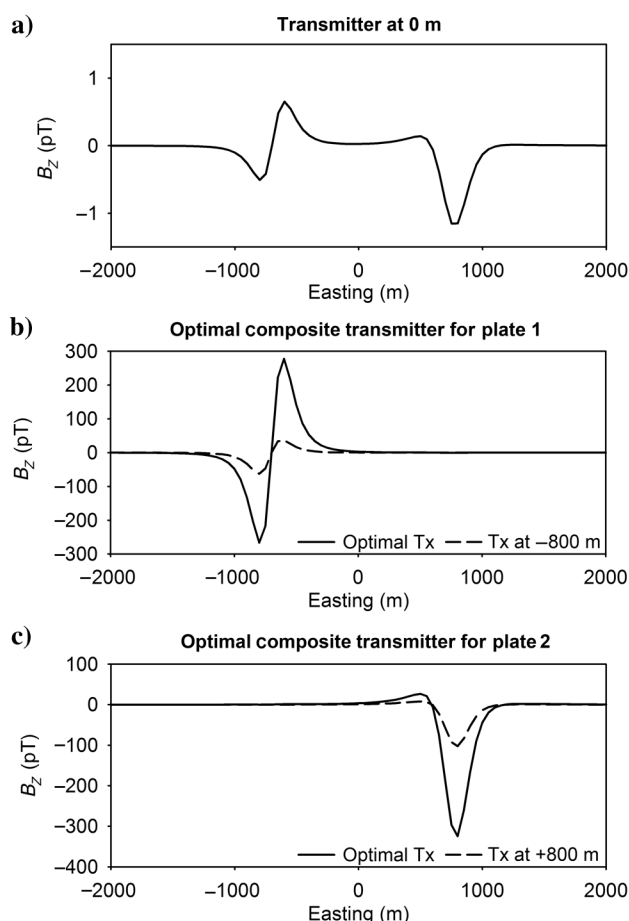 a)
Transmitter at 0 m
1
0
−1
B_Z (pT)
−2000 −1000 0 1000 2000
Easting (m)
b)
Optimal composite transmitter for plate 1
300
200
100
0
−100
−200
−300
B_Z (pT)
Optimal Tx Tx at −800 m
−2000 −1000 0 1000 2000
Easting (m)
c)
Optimal composite transmitter for plate 2
100
0
−100
−200
−300
−400
B_Z (pT)
Optimal Tx Tx at +800 m
−2000 −1000 0 1000 2000
Easting (m)